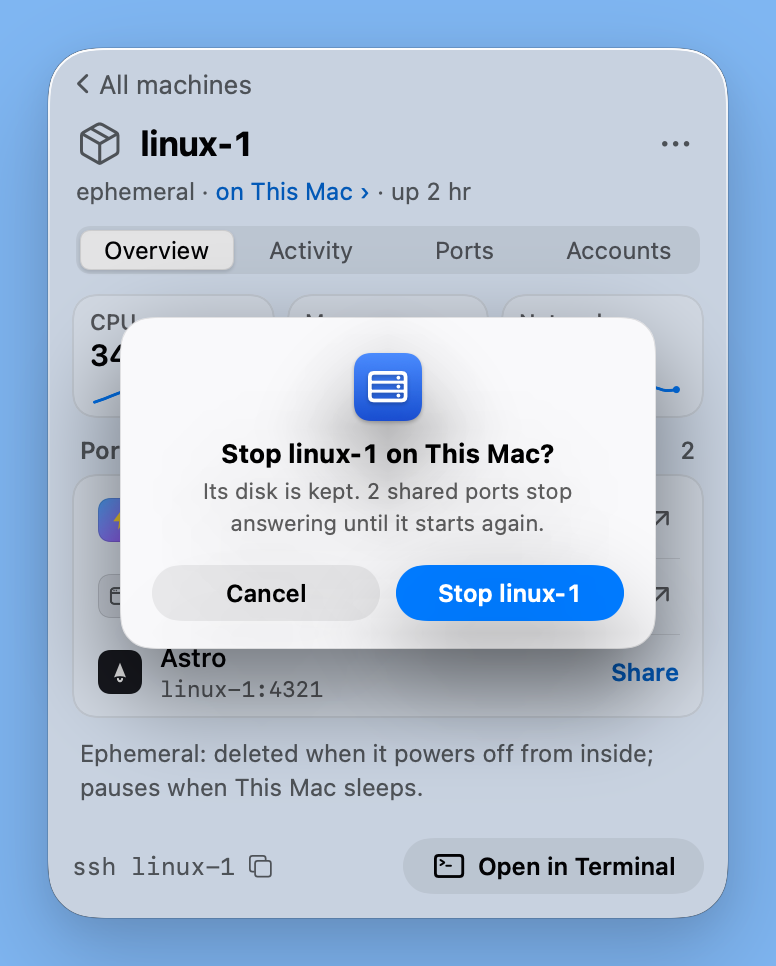 All machines
linux-1
ephemeral · on This Mac › · up 2 hr
Overview Activity Ports Accounts
CPU
34
Por
2
Stop linux-1 on This Mac?
Its disk is kept. 2 shared ports stop
answering until it starts again.
Cancel Stop linux-1
Astro
linux-1:4321
Share
Ephemeral: deleted when it powers off from inside;
pauses when This Mac sleeps.
ssh linux-1
Open in Terminal